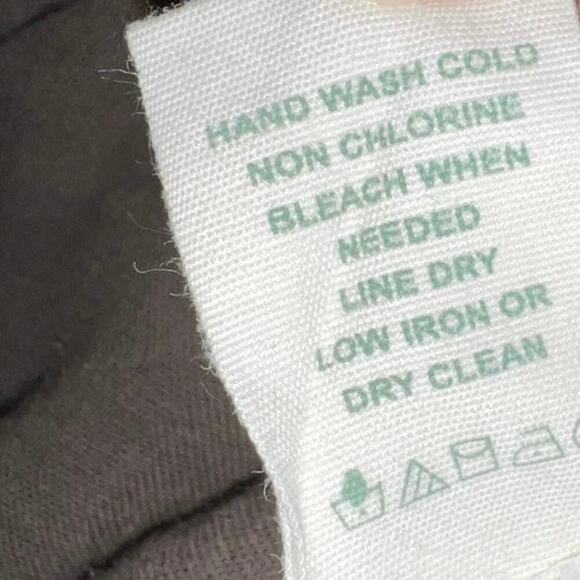 HAND WASH COLD
NON CHLORINE
BLEACH WHEN
NEEDED
LINE DRY
LOW IRON OR
DRY CLEAN